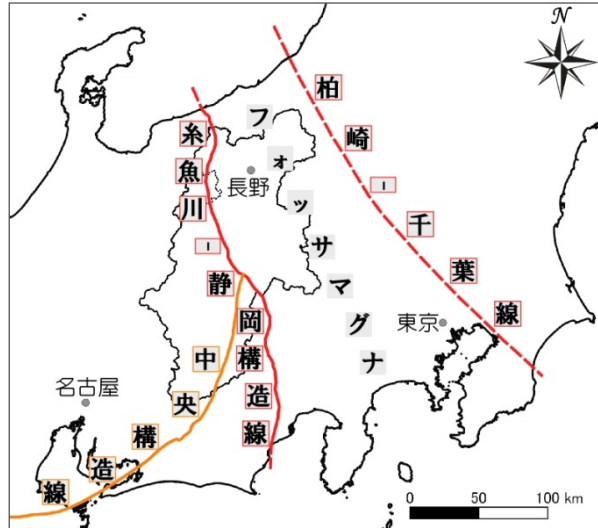 N
柏崎-千葉線
フォッサマグナ
糸魚川-静岡構造線
長野
東京
中央構造線
名古屋
0 50 100 km